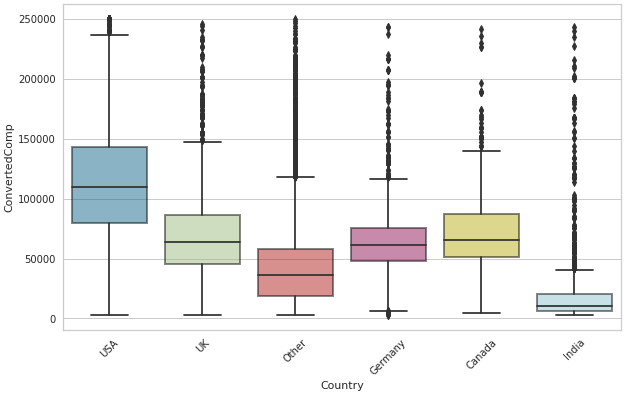 250000
200000
150000
100000
50000
0
ConvertedComp
USA
UK
Other
Germany
Canada
India
Country